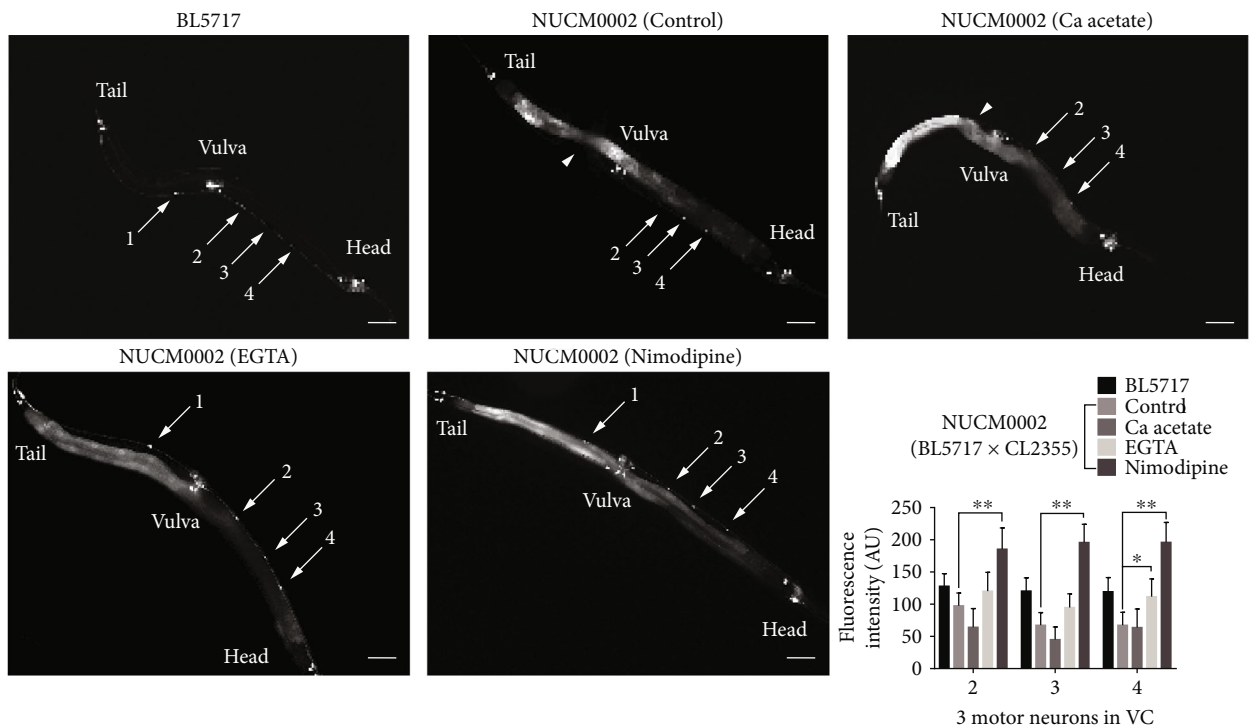 BL5717
Tail
Vulva
Head
1
2
3
4
NUCM0002 (Control)
Tail
Vulva
Head
2
3
4
NUCM0002 (Ca acetate)
2
3
4
Vulva
Tail
Head
NUCM0002 (EGTA)
1
Tail
2
Vulva
3
4
Head
NUCM0002 (Nimodipine)
1
Tail
2
3
4
Vulva
Head
NUCM0002
(BL5717 × CL2355)
BL5717
Control
Ca acetate
EGTA
Nimodipine
Fluorescence
intensity (AU)
250
200
150
100
50
0
**
**
**
*
2
3
4
3 motor neurons in VC